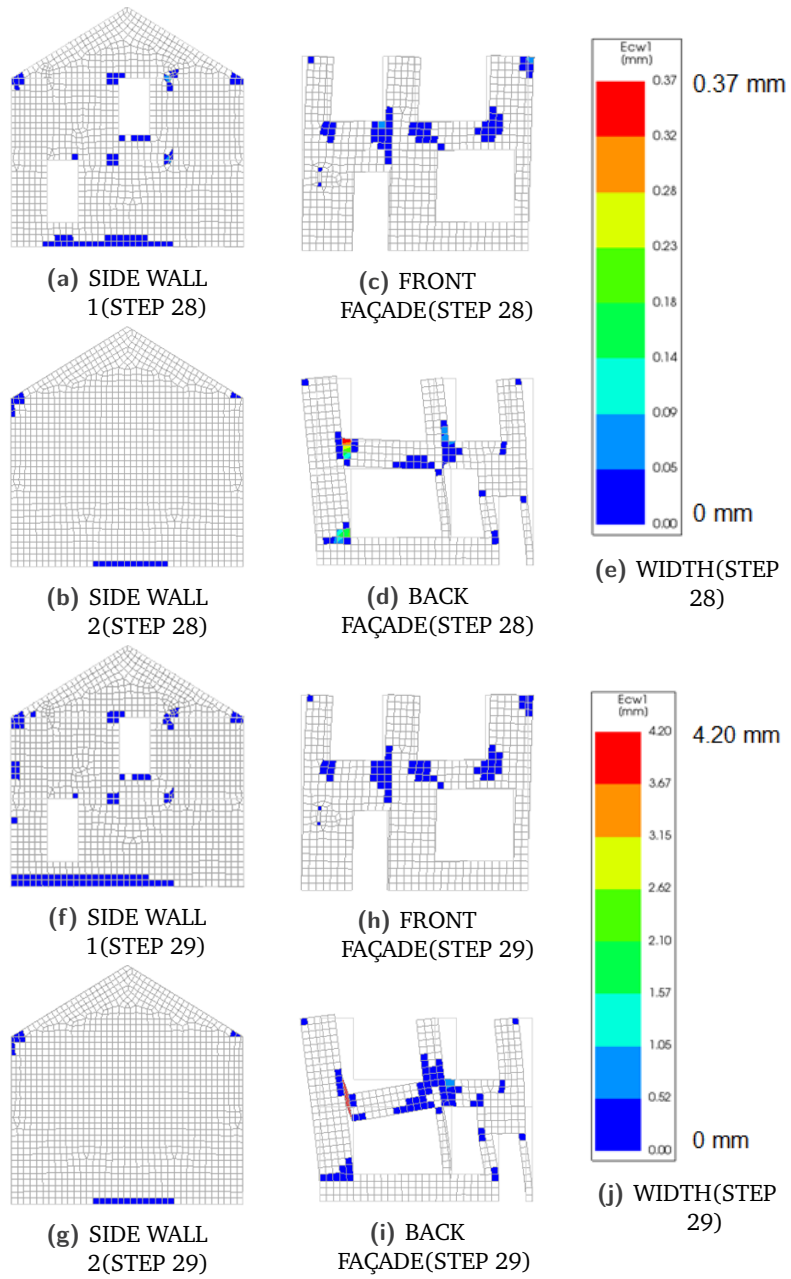 Ecw1
(mm)
0.37
0.32
0.28
0.23
0.18
0.14
0.09
0.05
0.00
0.37 mm
0 mm
(a) SIDE WALL
1(STEP 28)
(c) FRONT
FAÇADE(STEP 28)
(b) SIDE WALL
2(STEP 28)
(d) BACK
FAÇADE(STEP 28)
(e) WIDTH(STEP
28)
Ecw1
(mm)
4.20
3.67
3.15
2.62
2.10
1.57
1.05
0.52
0.00
4.20 mm
0 mm
(f) SIDE WALL
1(STEP 29)
(h) FRONT
FAÇADE(STEP 29)
(g) SIDE WALL
2(STEP 29)
(i) BACK
FAÇADE(STEP 29)
(j) WIDTH(STEP
29)